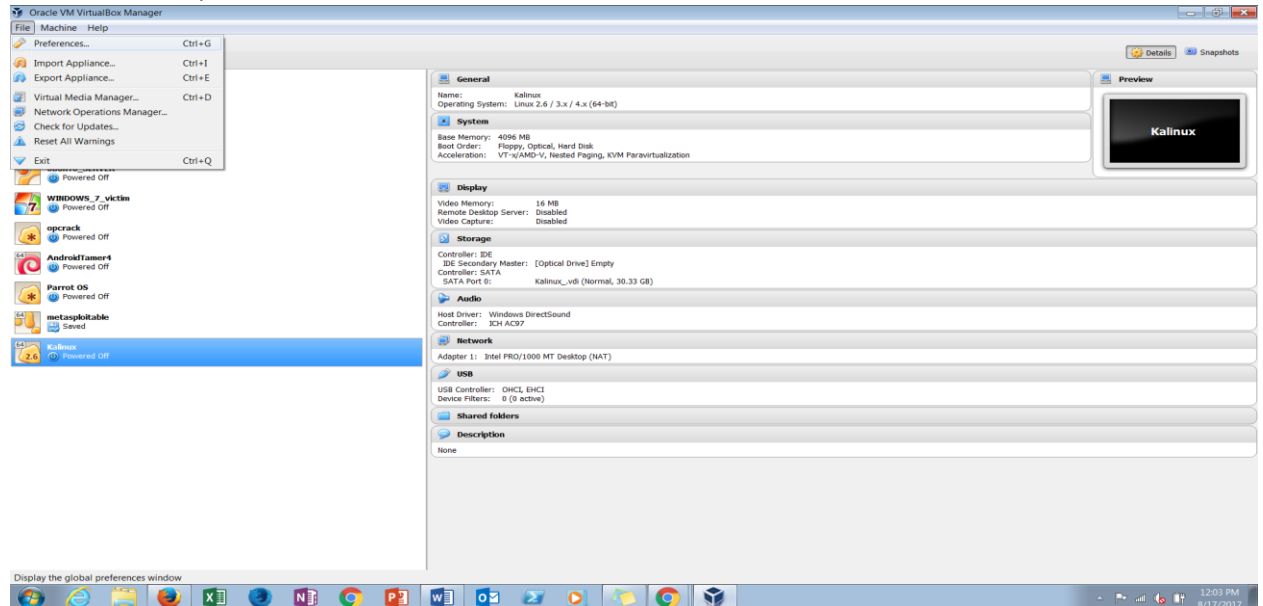 Oracle VM VirtualBox Manager
File Machine Help
Preferences... Ctrl+G
Import Appliance... Ctrl+I
Export Appliance... Ctrl+E
Virtual Media Manager... Ctrl+D
Network Operations Manager...
Check for Updates...
Reset All Warnings
Exit Ctrl+Q
Powered Off
WINDOWS_7_victim
Powered Off
opcrack
Powered Off
64
AndroidTamer4
Powered Off
Parrot OS
Powered Off
64
metasploitable
Saved
64
2.6
Kalinux
Powered Off
Details Snapshots
General
Name: Kalinux
Operating System: Linux 2.6 / 3.x / 4.x (64-bit)
System
Base Memory: 4096 MB
Boot Order: Floppy, Optical, Hard Disk
Acceleration: VT-x/AMD-V, Nested Paging, KVM Paravirtualization
Preview
Kalinux
Display
Video Memory: 16 MB
Remote Desktop Server: Disabled
Video Capture: Disabled
Storage
Controller: IDE
IDE Secondary Master: [Optical Drive] Empty
Controller: SATA
SATA Port 0: Kalinux_.vdi (Normal, 30.33 GB)
Audio
Host Driver: Windows DirectSound
Controller: ICH AC97
Network
Adapter 1: Intel PRO/1000 MT Desktop (NAT)
USB
USB Controller: OHCI, EHCI
Device Filters: 0 (0 active)
Shared folders
Description
None
Display the global preferences window
12:03 PM
8/17/2017